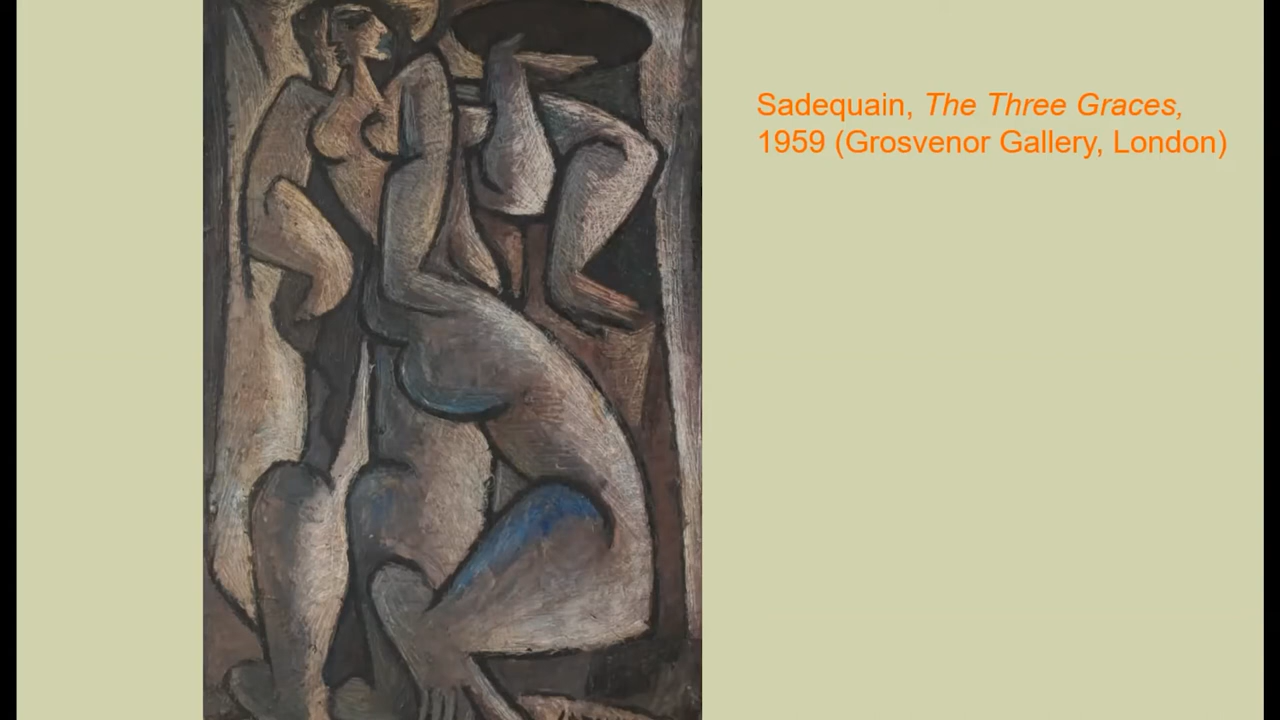 Sadequain, The Three Graces,
1959 (Grosvenor Gallery, London)